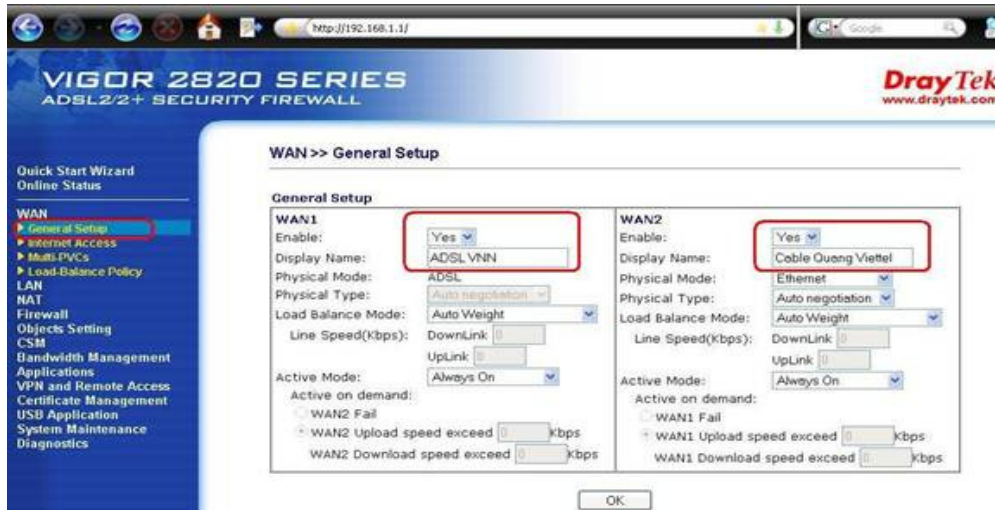 http://192.168.1.1/
Google
VIGOR 2820 SERIES
ADSL2/2+ SECURITY FIREWALL
DrayTek
www.draytek.com
Quick Start Wizard
Online Status
WAN
General Setup
Internet Access
Multi-PVCs
Load-Balance Policy
LAN
NAT
Firewall
Objects Setting
CSM
Bandwidth Management
Applications
VPN and Remote Access
Certificate Management
USB Application
System Maintenance
Diagnostics
WAN >> General Setup
General Setup
WAN1
Enable: Yes
Display Name: ADSL VNN
Physical Mode: ADSL
Physical Type: Auto negotiation
Load Balance Mode: Auto Weight
Line Speed(Kbps): DownLink 0
UpLink 0
Active Mode: Always On
Active on demand:
WAN2 Fail
WAN2 Upload speed exceed 0 Kbps
WAN2 Download speed exceed 0 Kbps
WAN2
Enable: Yes
Display Name: Cable Quang Viettel
Physical Mode: Ethernet
Physical Type: Auto negotiation
Load Balance Mode: Auto Weight
Line Speed(Kbps): DownLink 0
UpLink 0
Active Mode: Always On
Active on demand:
WAN1 Fail
WAN1 Upload speed exceed 0 Kbps
WAN1 Download speed exceed 0 Kbps
OK